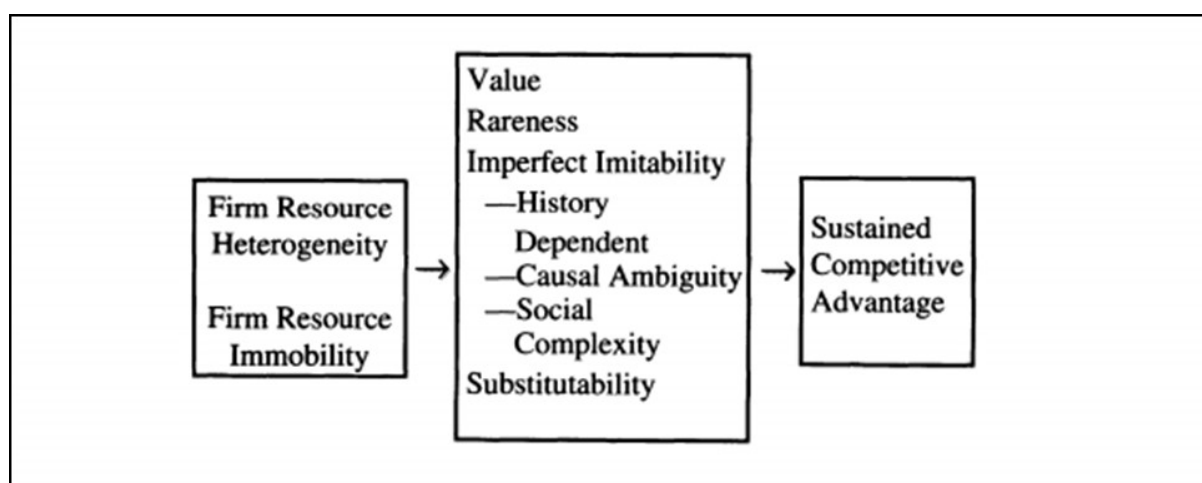 Firm Resource
Heterogeneity
Firm Resource
Immobility
Value
Rareness
Imperfect Imitability
—History
Dependent
—Causal Ambiguity
—Social
Complexity
Substitutability
Sustained
Competitive
Advantage